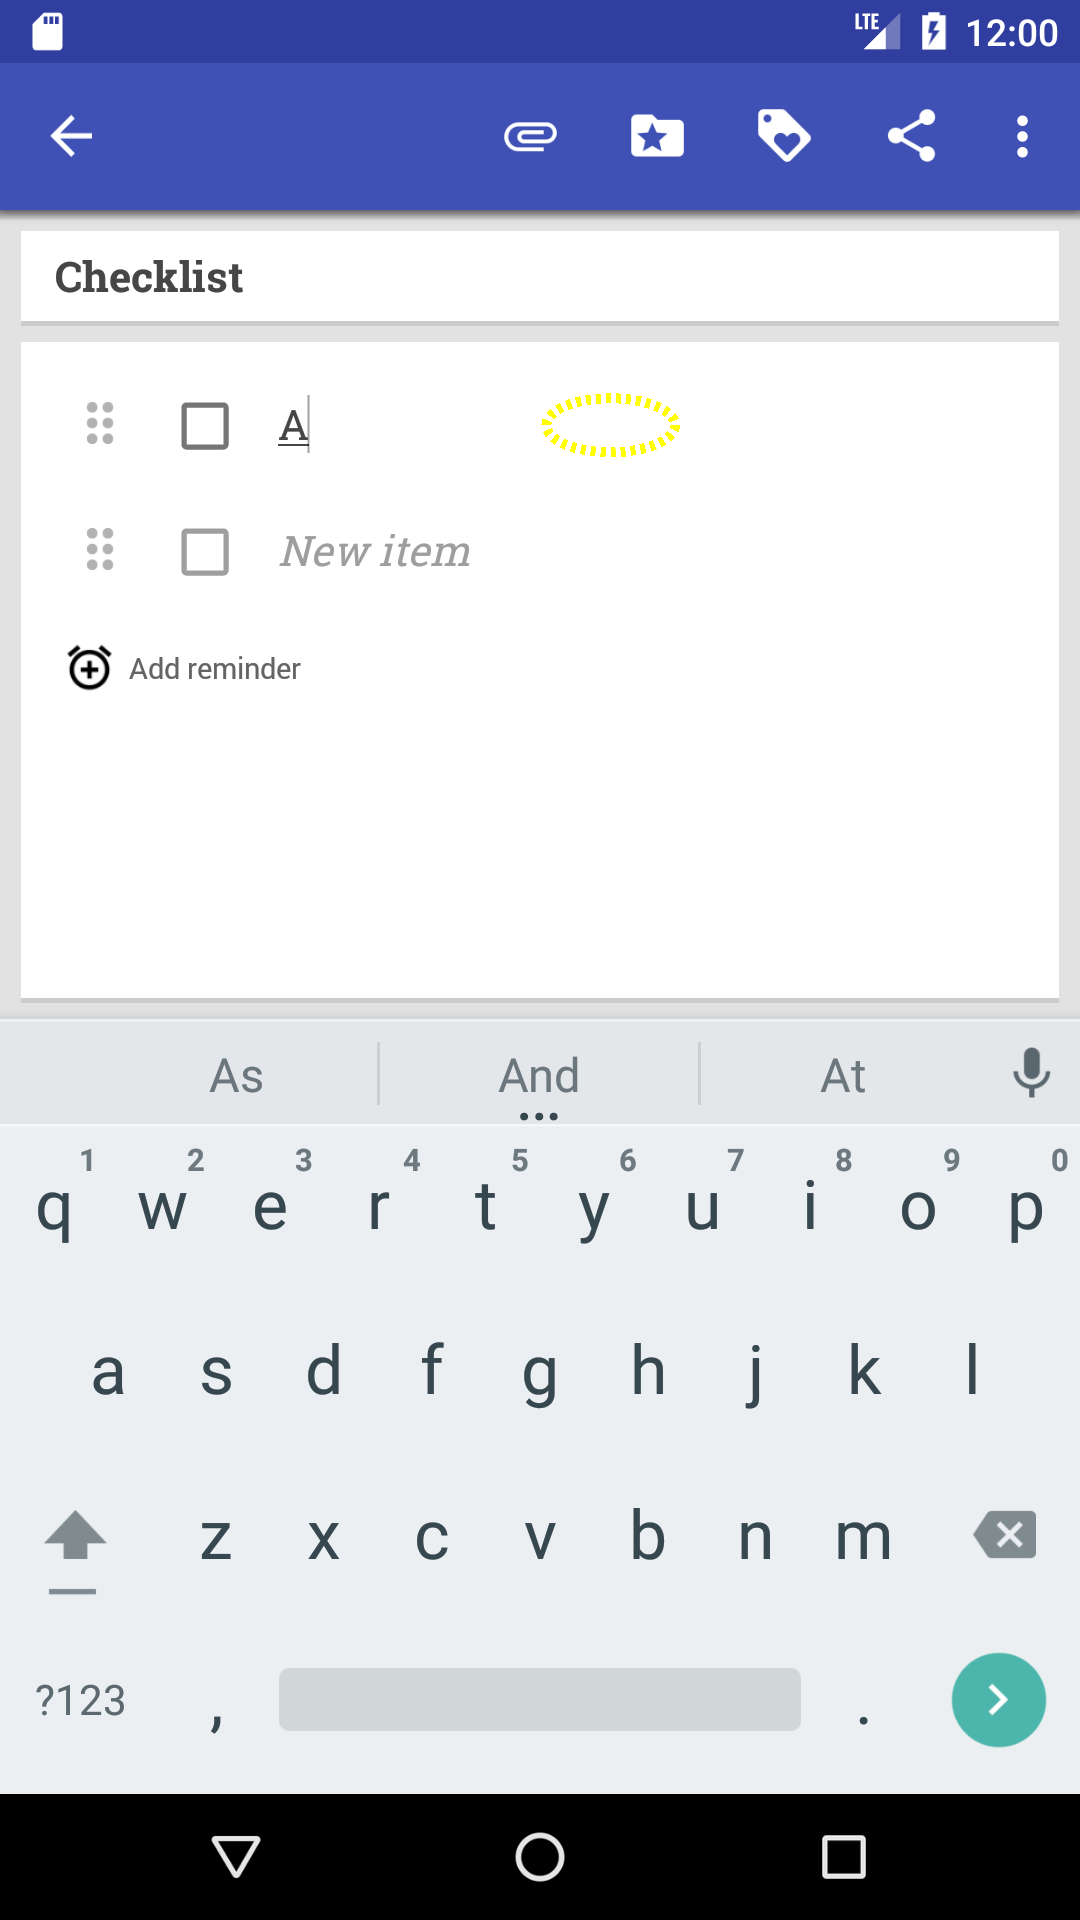 LTE 12:00
Checklist
A
New item
Add reminder
As And At
1 2 3 4 5 6 7 8 9 0
q w e r t y u i o p
a s d f g h j k l
z x c v b n m
?123 , .